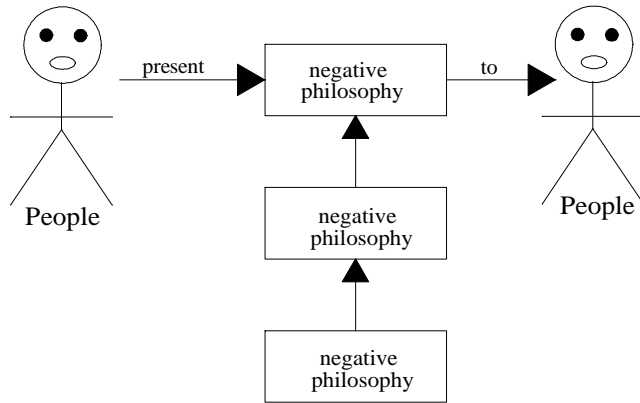 present
negative
philosophy
to
People
People
negative
philosophy
negative
philosophy